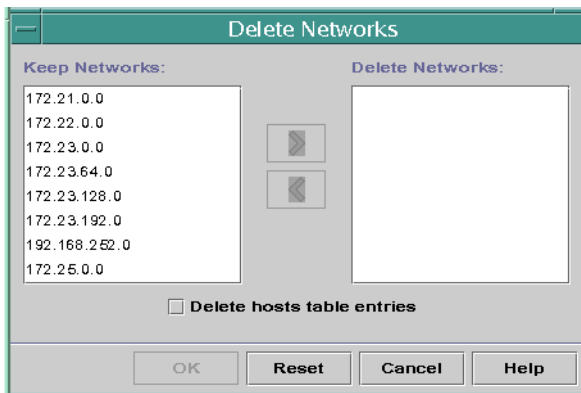 Delete Networks
Keep Networks:
Delete Networks:
172.21.0.0
172.22.0.0
172.23.0.0
172.23.64.0
172.23.128.0
172.23.192.0
192.168.252.0
172.25.0.0
Delete hosts table entries
OK
Reset
Cancel
Help